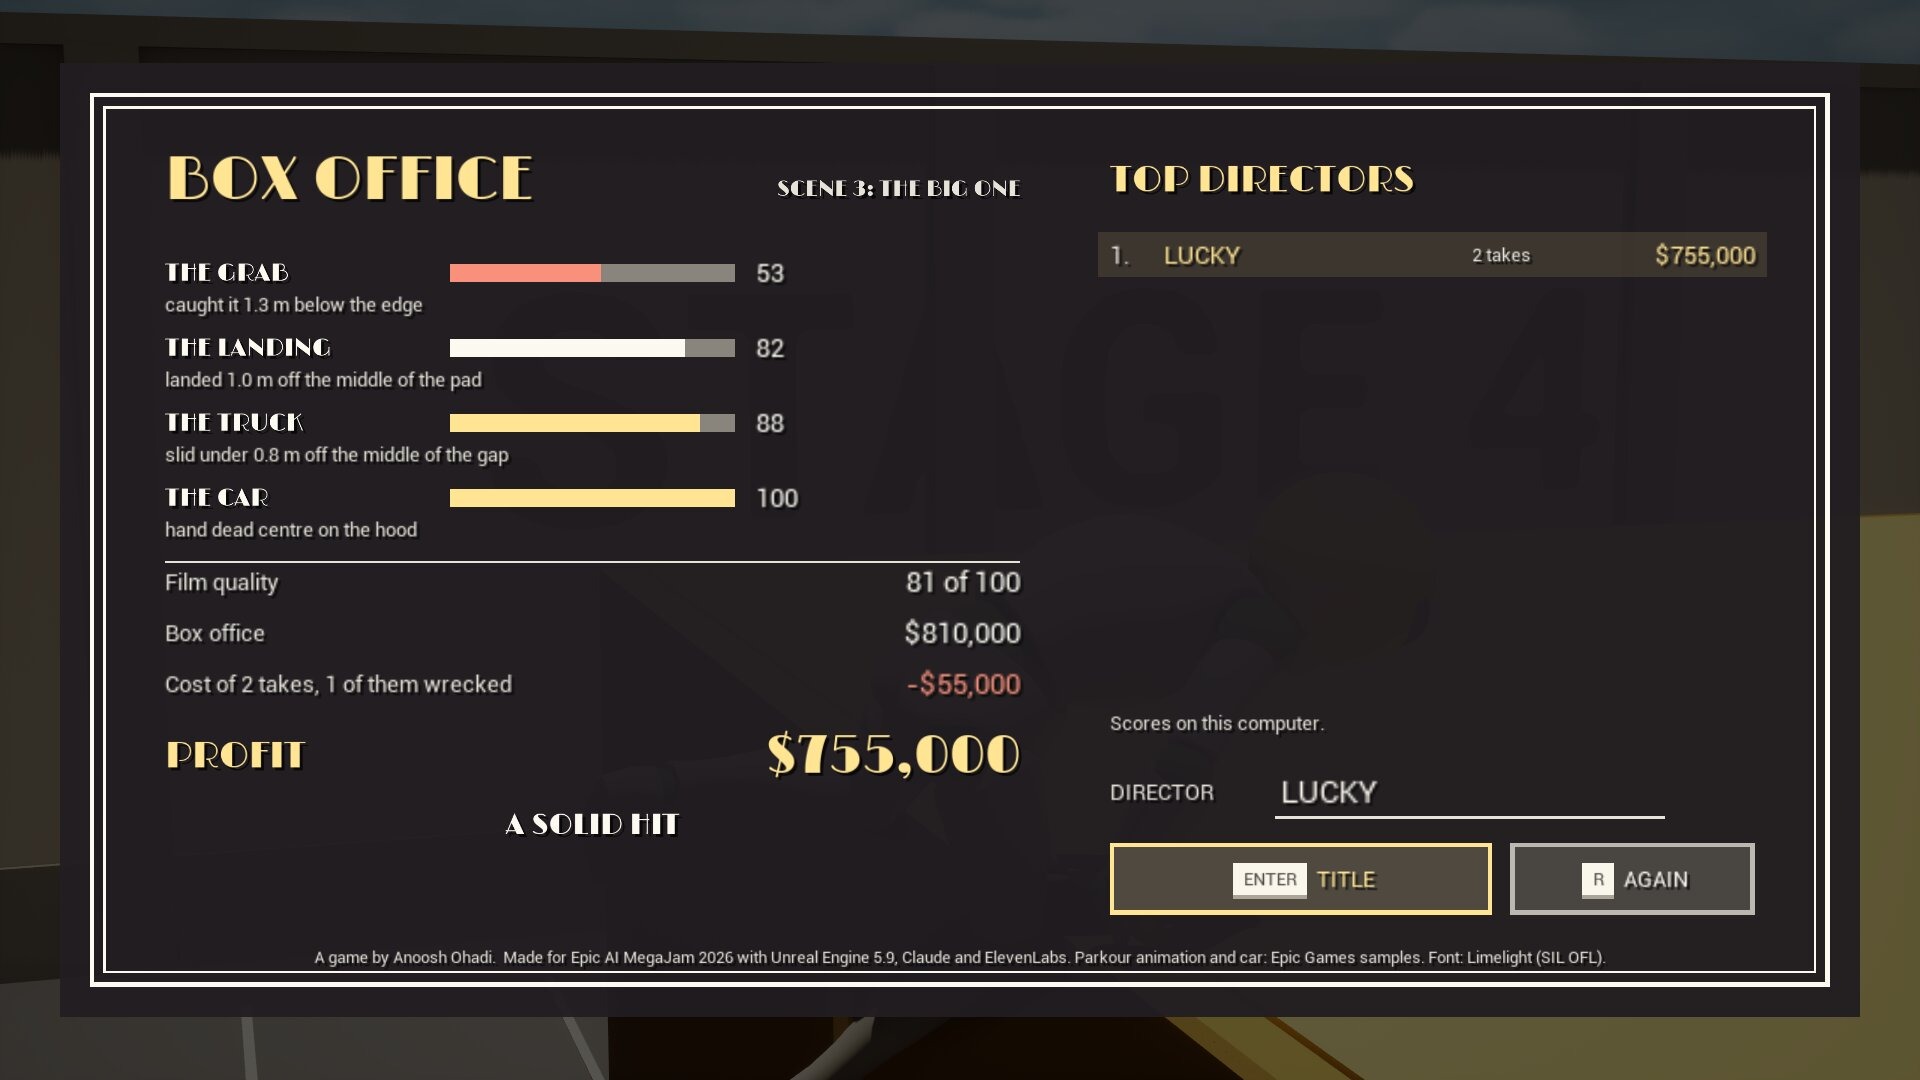 BOX OFFICE
SCENE 3: THE BIG ONE
THE GRAB 53
caught it 1.3 m below the edge
THE LANDING 82
landed 1.0 m off the middle of the pad
THE TRUCK 88
slid under 0.8 m off the middle of the gap
THE CAR 100
hand dead centre on the hood
Film quality 81 of 100
Box office $810,000
Cost of 2 takes, 1 of them wrecked -$55,000
PROFIT $755,000
A SOLID HIT
TOP DIRECTORS
1. LUCKY 2 takes $755,000
STAGE 4
Scores on this computer.
DIRECTOR LUCKY
ENTER TITLE
R AGAIN
A game by Anoosh Ohadi. Made for Epic AI MegaJam 2026 with Unreal Engine 5.9, Claude and ElevenLabs. Parkour animation and car: Epic Games samples. Font: Limelight (SIL OFL).